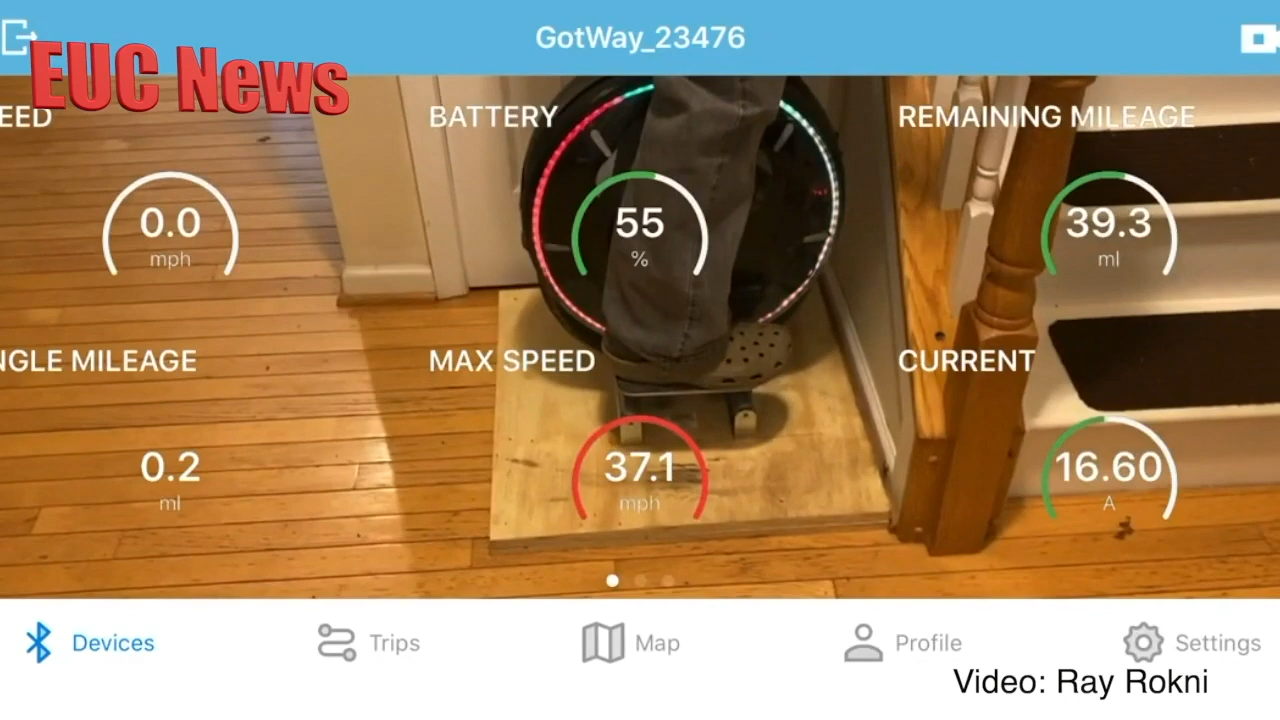 GotWay_23476
EUC News
EED
BATTERY
REMAINING MILEAGE
0.0
mph
55
%
39.3
ml
NGLE MILEAGE
MAX SPEED
CURRENT
0.2
ml
37.1
mph
16.60
A
Devices
Trips
Map
Profile
Settings
Video: Ray Rokni